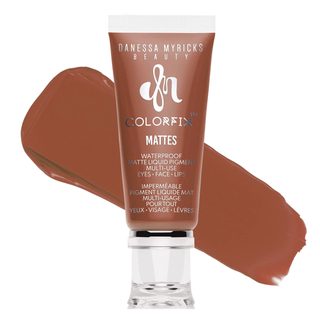 DANESSA MYRICKS
BEAUTY
COLORFIX™
MATTES
WATERPROOF
MATTE LIQUID PIGMENT
MULTI-USE
EYES • FACE • LIPS
IMPERMÉABLE
PIGMENT LIQUIDE MAT
MULTI-USAGE
POUR TOUT
YEUX • VISAGE • LÈVRES